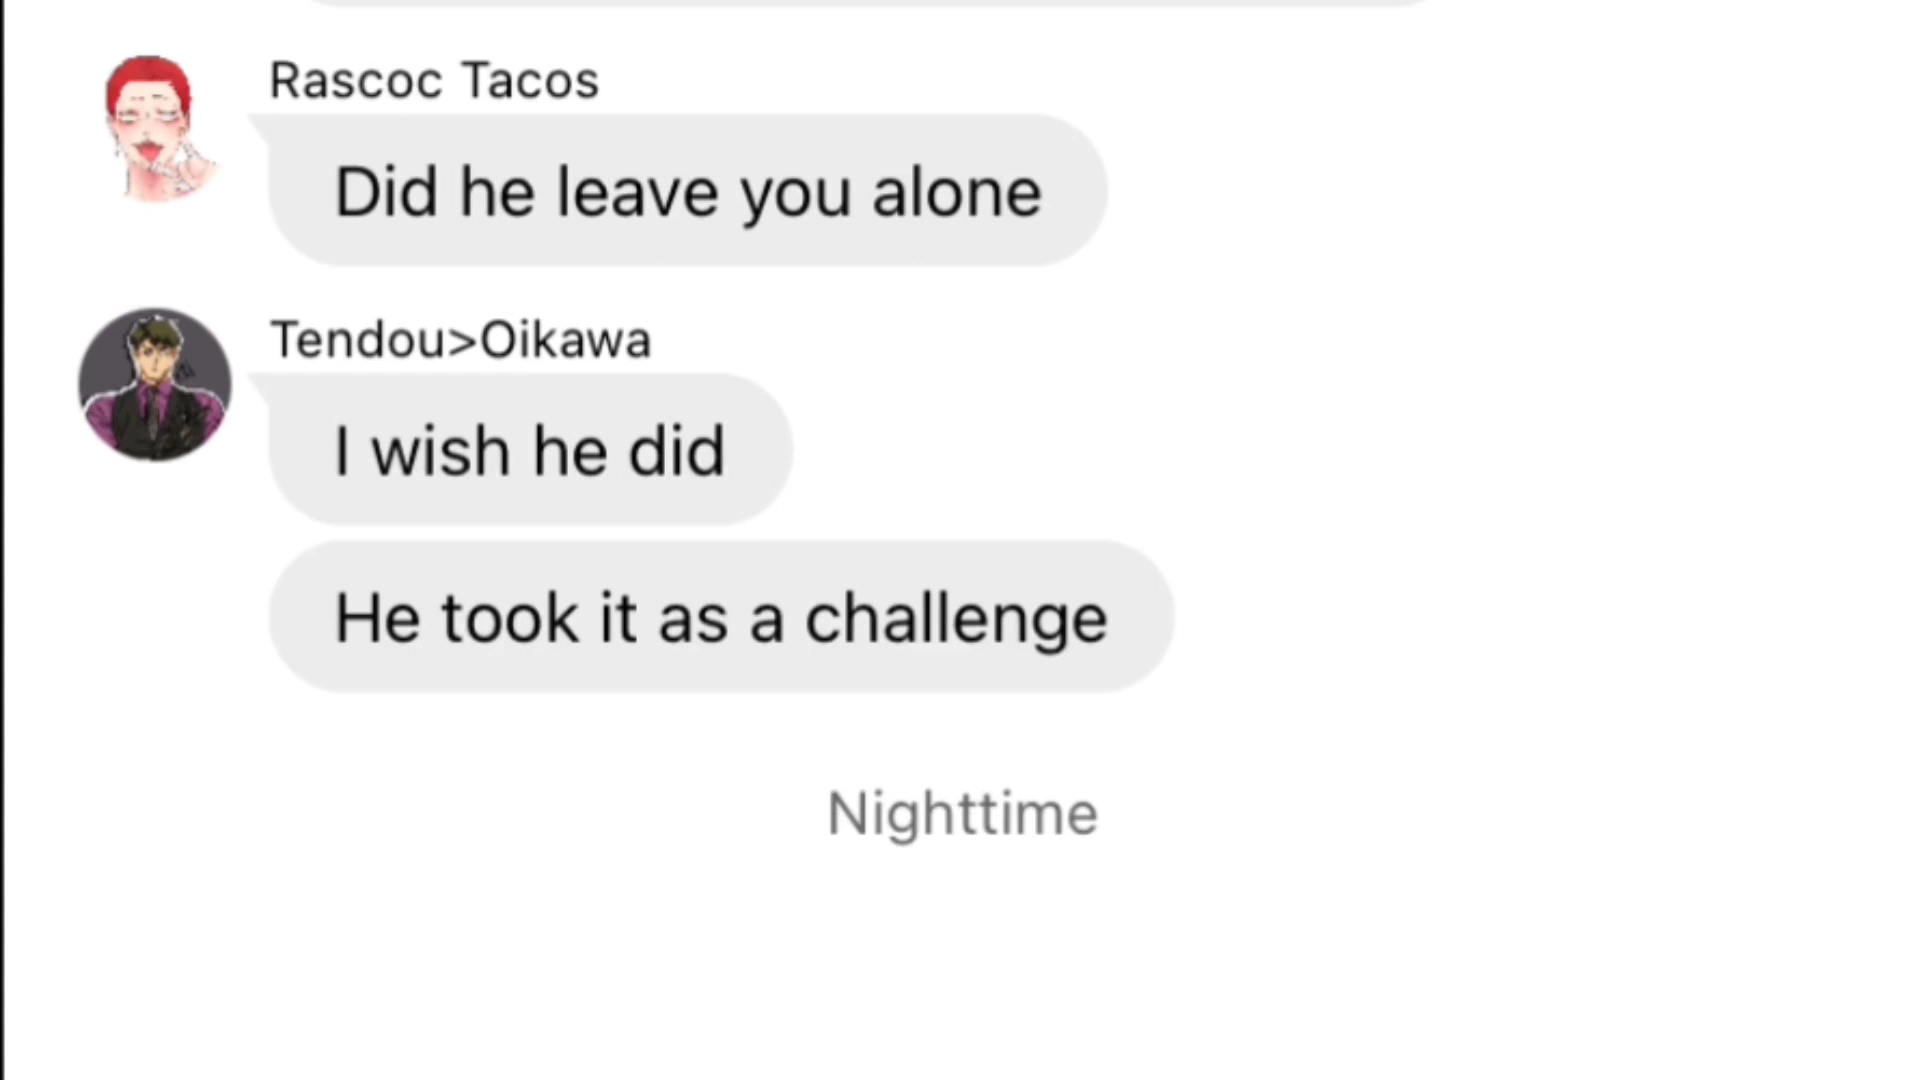 Rascoc Tacos
Did he leave you alone
Tendou>Oikawa
I wish he did
He took it as a challenge
Nighttime